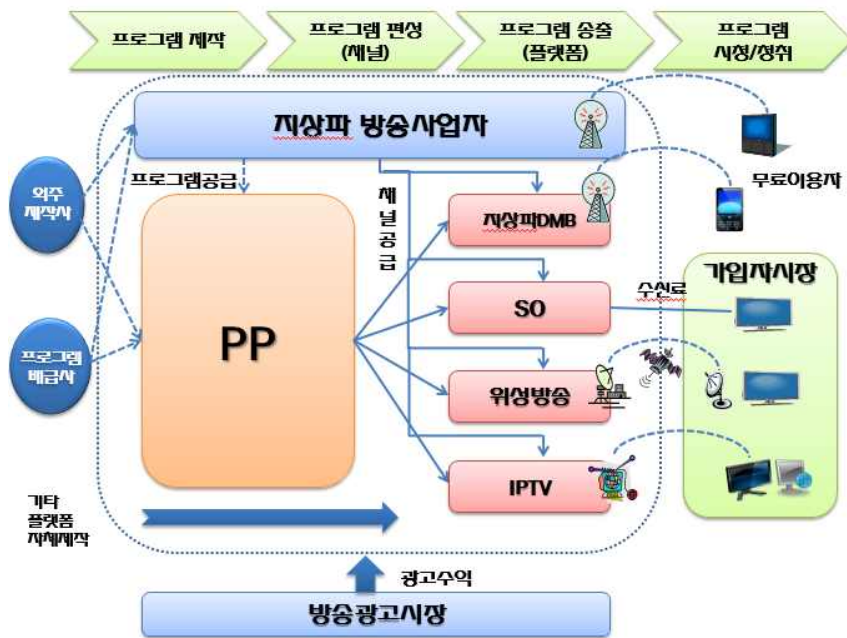 프로그램 제작
프로그램 편성
(채널)
프로그램 송출
(플랫폼)
프로그램
시청/청취
지상파 방송사업자
프로그램공급
채널공급
외주
제작사
프로그램
배급사
PP
지상파DMB
SO
위성방송
IPTV
무료이용자
수신료
가입자시장
기타
플랫폼
자체제작
광고수익
방송광고시장